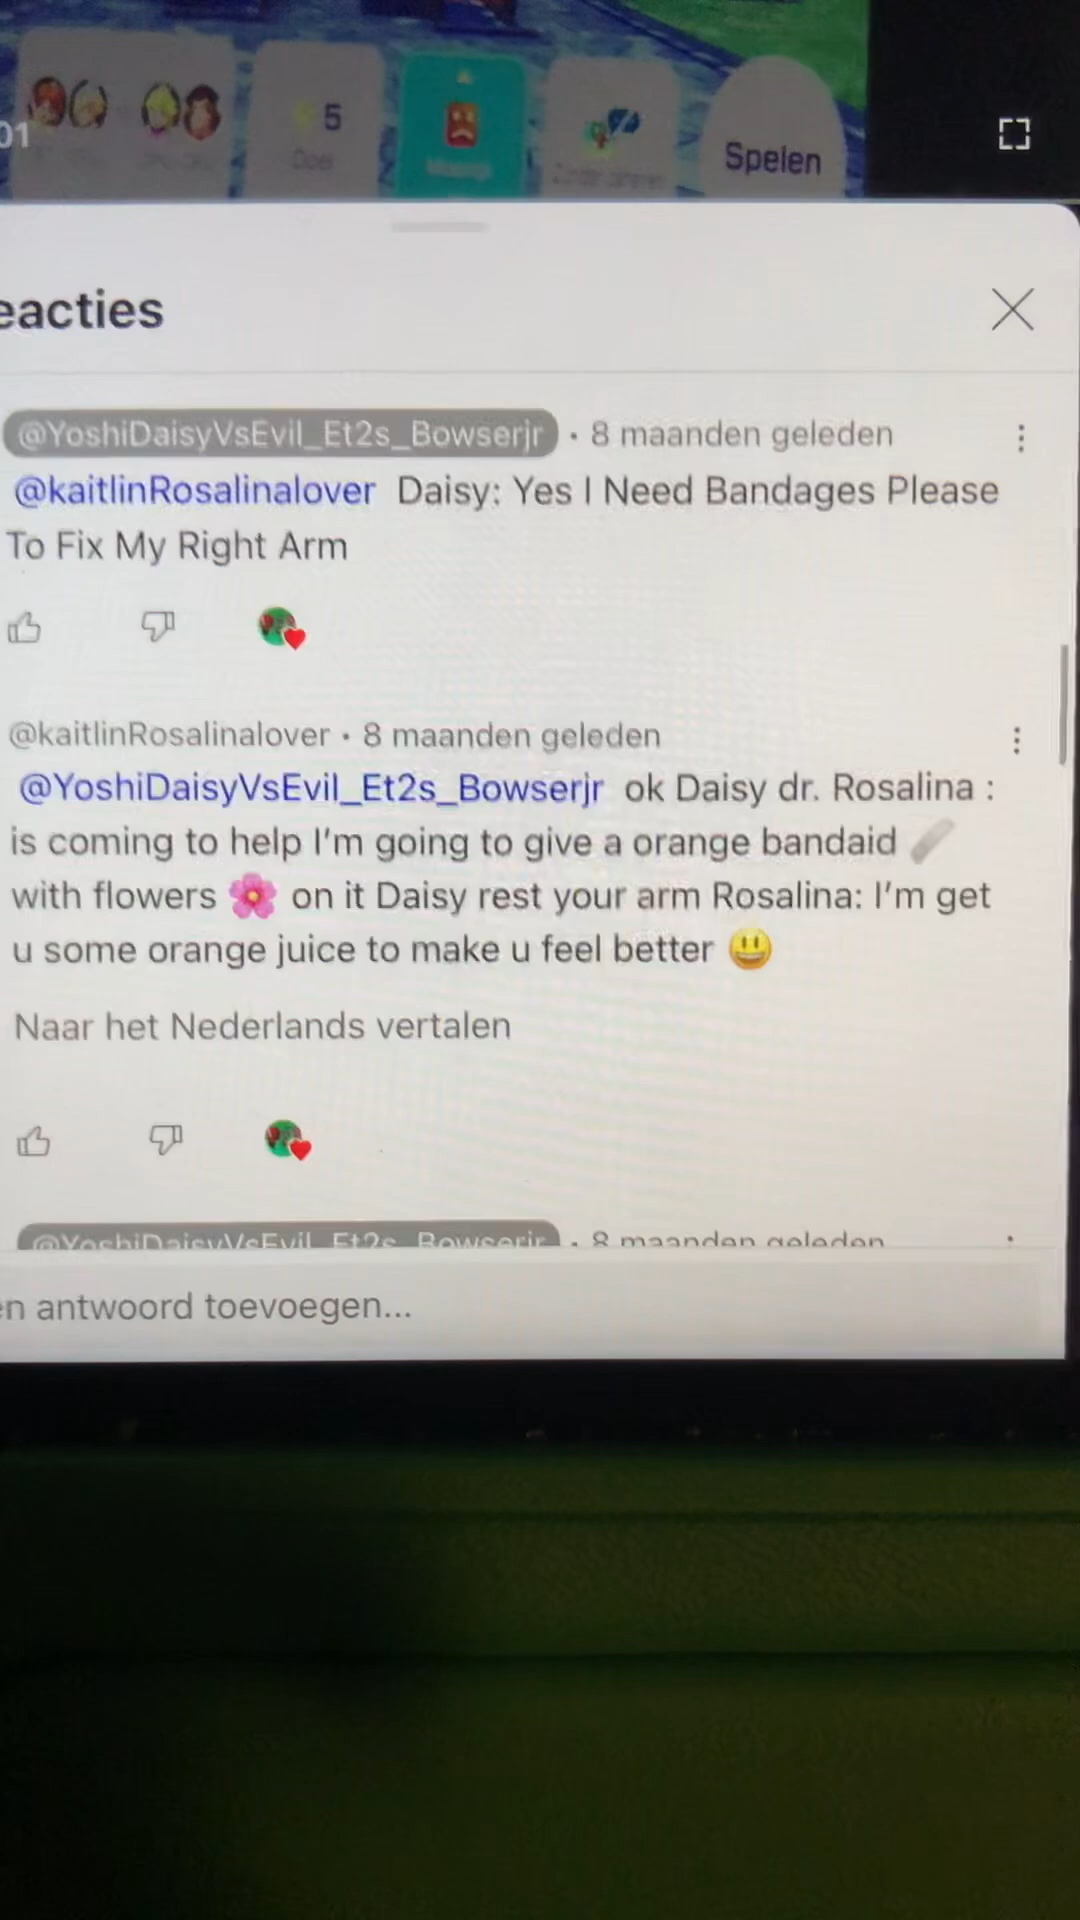 01
5
Doel
Spelen
eacties
@YoshiDaisyVsEvil_Et2s_Bowserjr · 8 maanden geleden
@kaitlinRosalinalover Daisy: Yes I Need Bandages Please
To Fix My Right Arm
@kaitlinRosalinalover · 8 maanden geleden
@YoshiDaisyVsEvil_Et2s_Bowserjr ok Daisy dr. Rosalina :
is coming to help I'm going to give a orange bandaid 🩹
with flowers 🌸 on it Daisy rest your arm Rosalina: I'm get
u some orange juice to make u feel better 😃
Naar het Nederlands vertalen
@YoshiDaisyVsEvil_Et2s_Bowserjr · 8 maanden geleden
en antwoord toevoegen...